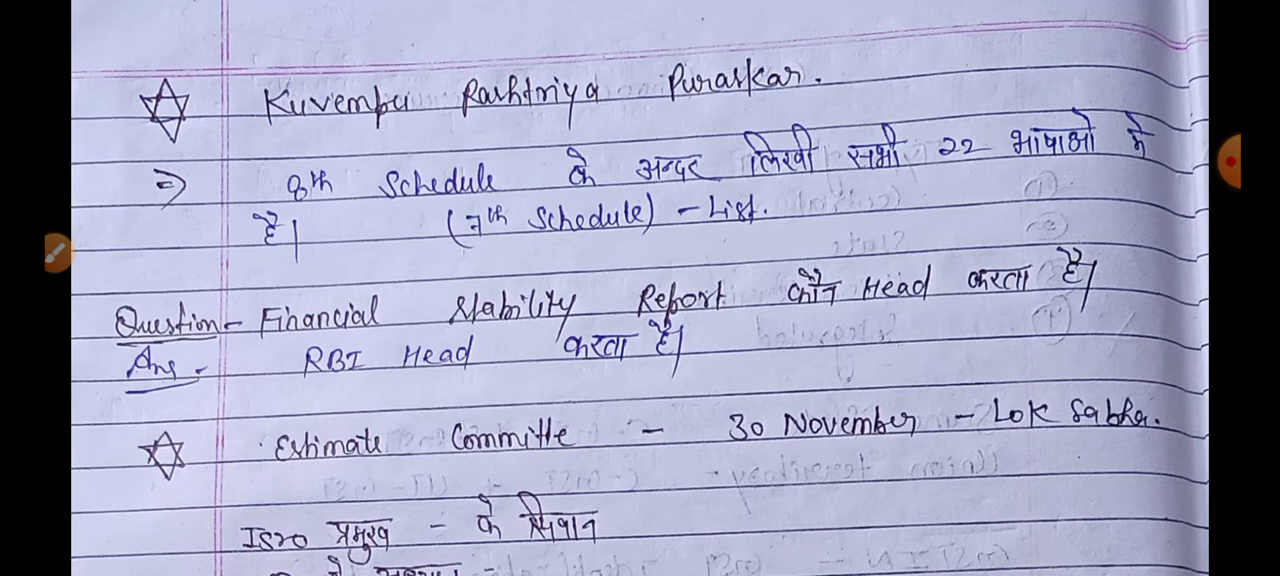 Kuvempu Rashtriya Puraskar.
⇒ 8th Schedule के अन्दर लिखी सभी 22 भाषाओ मे
है। (7th Schedule) - List.
Question - Financial Stability Report कौन Head करता है।
Ans - RBI Head करता है।
Estimate Committe - 30 November - Lok Sabha.
ISRO प्रमुख - के सिवान